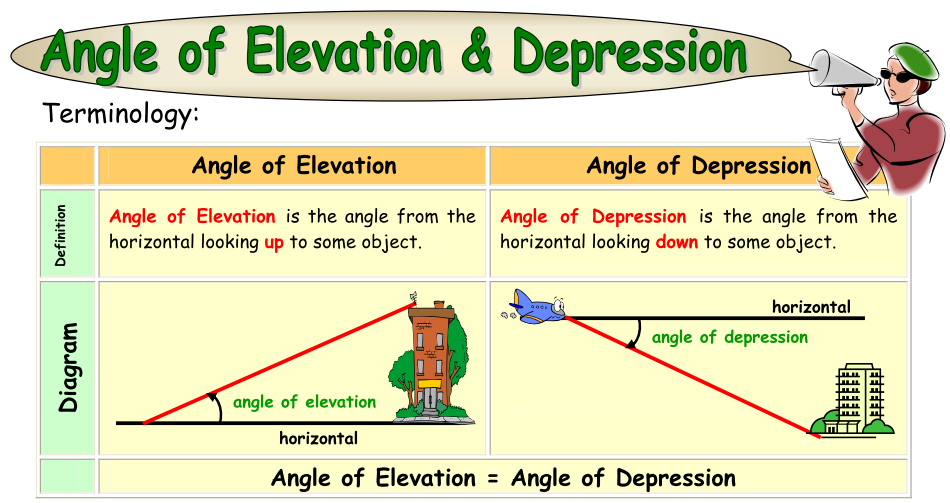 Angle of Elevation & Depression
Terminology:
Angle of Elevation
Angle of Depression
Definition
Angle of Elevation is the angle from the
horizontal looking up to some object.
Angle of Depression is the angle from the
horizontal looking down to some object.
Diagram
angle of elevation
horizontal
horizontal
angle of depression
Angle of Elevation = Angle of Depression